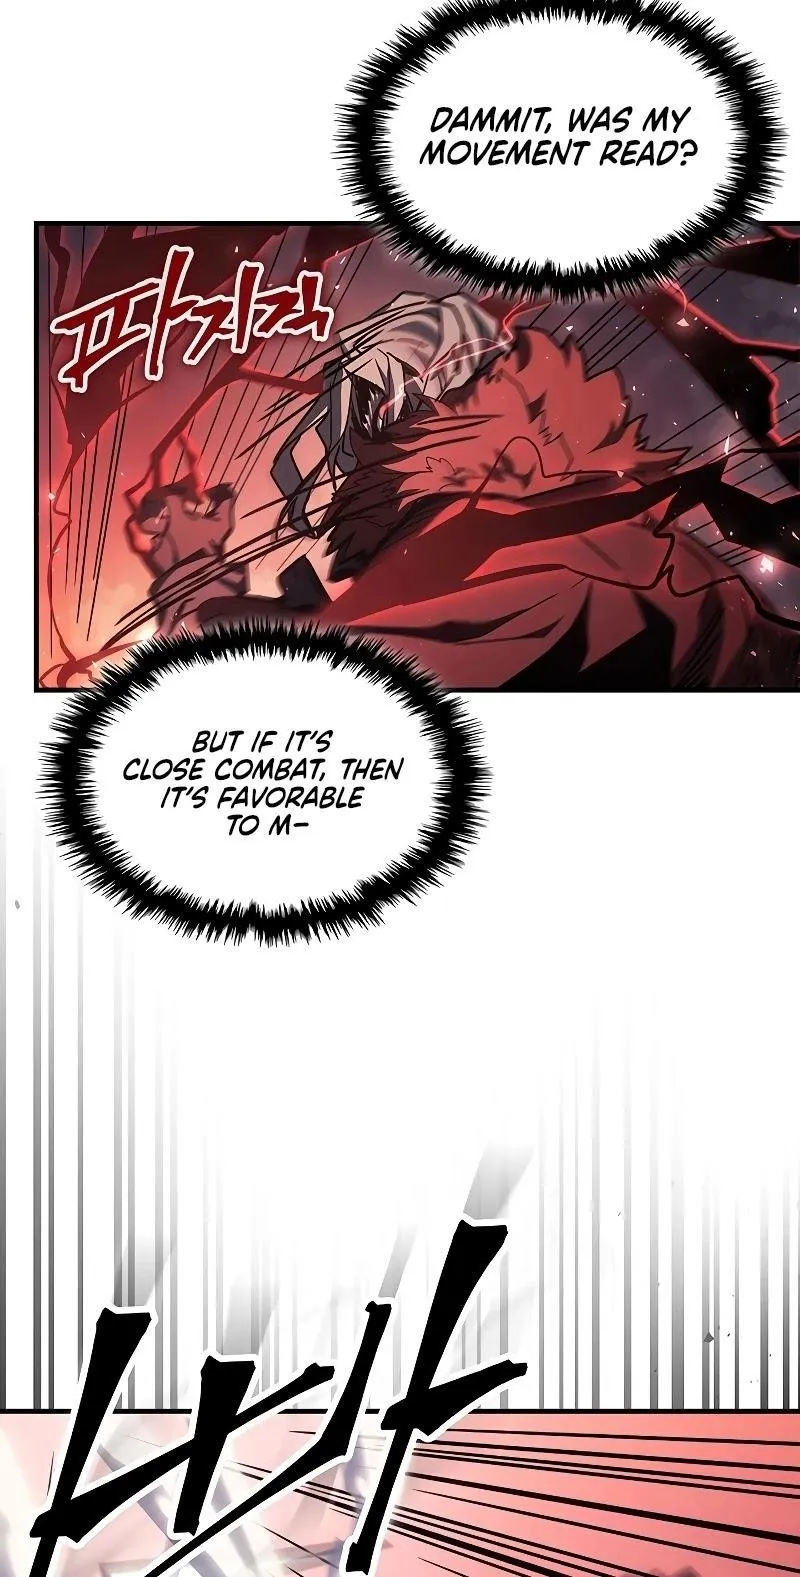 DAMMIT, WAS MY
MOVEMENT READ?
파지직
BUT IF IT'S
CLOSE COMBAT, THEN
IT'S FAVORABLE
TO M-